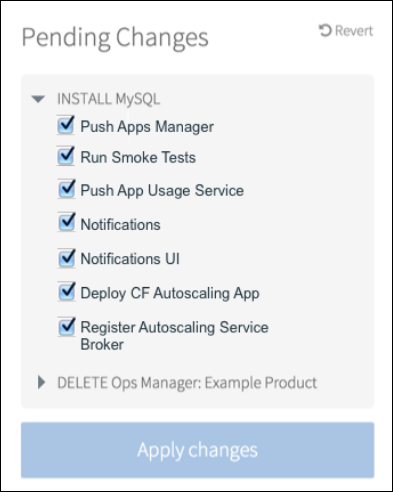 Pending Changes
Revert
INSTALL MySQL
Push Apps Manager
Run Smoke Tests
Push App Usage Service
Notifications
Notifications UI
Deploy CF Autoscaling App
Register Autoscaling Service
Broker
DELETE Ops Manager: Example Product
Apply changes